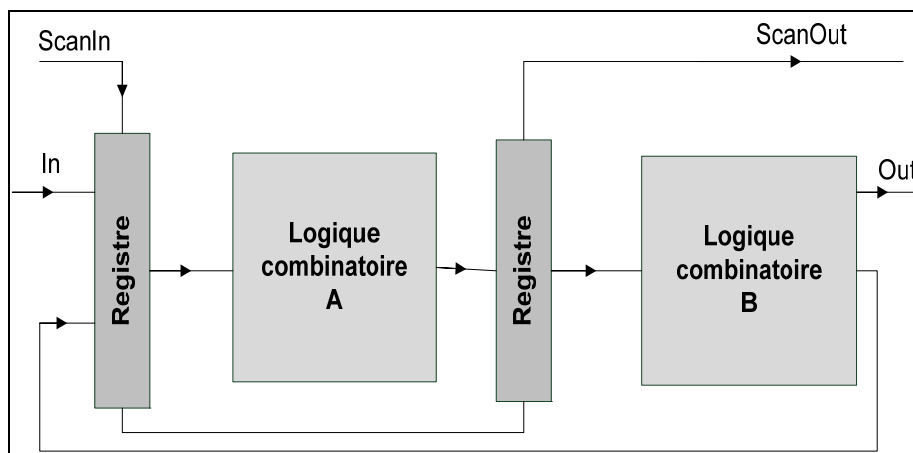 ScanIn
ScanOut
In
Registre
Logique
combinatoire
A
Registre
Logique
combinatoire
B
Out